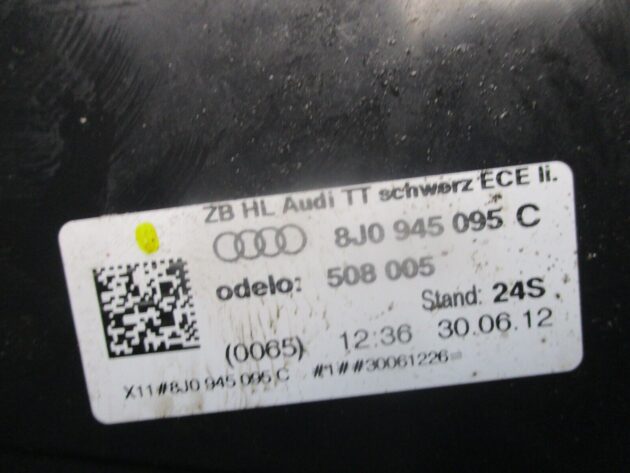 ZB HL Audi TT schwarz ECE li.
8J0 945 095 C
odelo: 508 005
Stand: 24S
(0065) 12:36 30.06.12
X11#8J0 945 095 C #1##30061226=